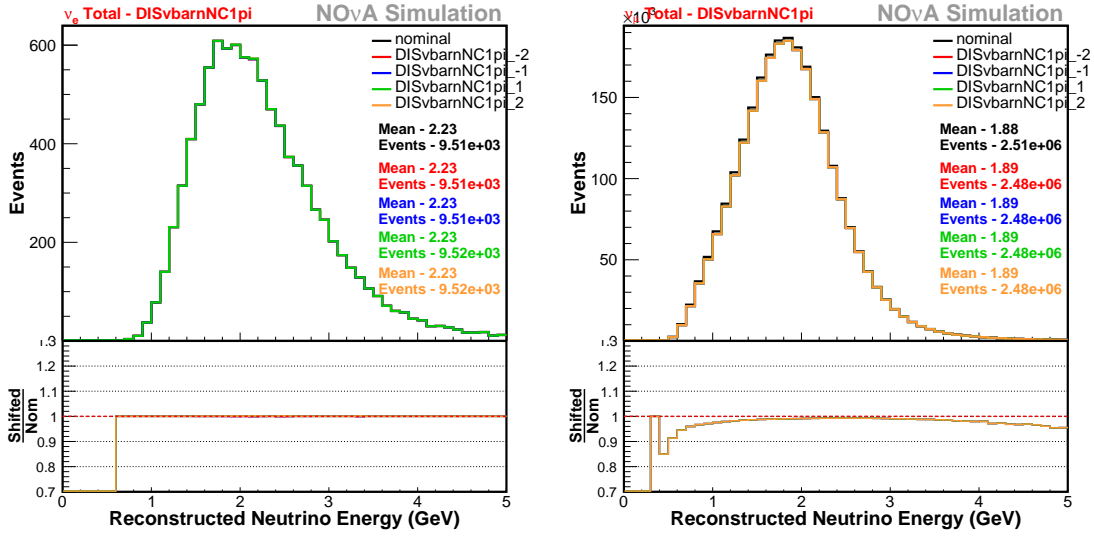 ν_e Total - DISvbarnNC1pi
NOνA Simulation
nominal
DISvbarnNC1pi_-2
DISvbarnNC1pi_-1
DISvbarnNC1pi_1
DISvbarnNC1pi_2
Mean - 2.23
Events - 9.51e+03
Mean - 2.23
Events - 9.51e+03
Mean - 2.23
Events - 9.51e+03
Mean - 2.23
Events - 9.52e+03
Mean - 2.23
Events - 9.52e+03
Events
600
400
200
Shifted
Nom
1.3
1.2
1.1
1
0.9
0.8
0.7
0 1 2 3 4 5
Reconstructed Neutrino Energy (GeV)
Total - DISvbarnNC1pi
NOνA Simulation
nominal
DISvbarnNC1pi_-2
DISvbarnNC1pi_-1
DISvbarnNC1pi_1
DISvbarnNC1pi_2
Mean - 1.88
Events - 2.51e+06
Mean - 1.89
Events - 2.48e+06
Mean - 1.89
Events - 2.48e+06
Mean - 1.89
Events - 2.48e+06
Mean - 1.89
Events - 2.48e+06
Events
150
100
50
Shifted
Nom
1.3
1.2
1.1
1
0.9
0.8
0.7
0 1 2 3 4 5
Reconstructed Neutrino Energy (GeV)